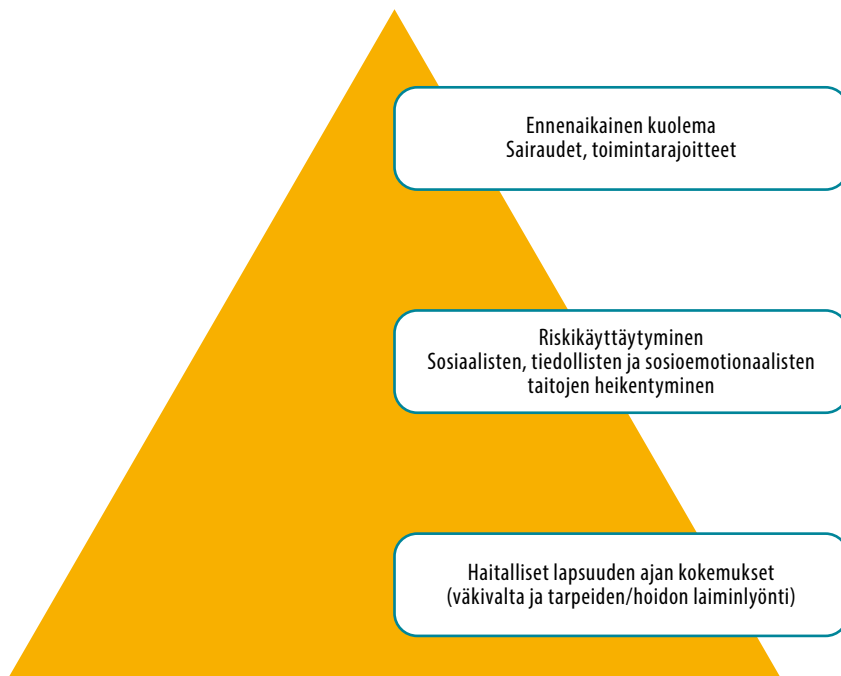 Ennenaikainen kuolema
Sairaudet, toimintarajoitteet
Riskikäyttäytyminen
Sosiaalisten, tiedollisten ja sosioemotionaalisten
taitojen heikentyminen
Haitalliset lapsuuden ajan kokemukset
(väkivalta ja tarpeiden/hoidon laiminlyönti)